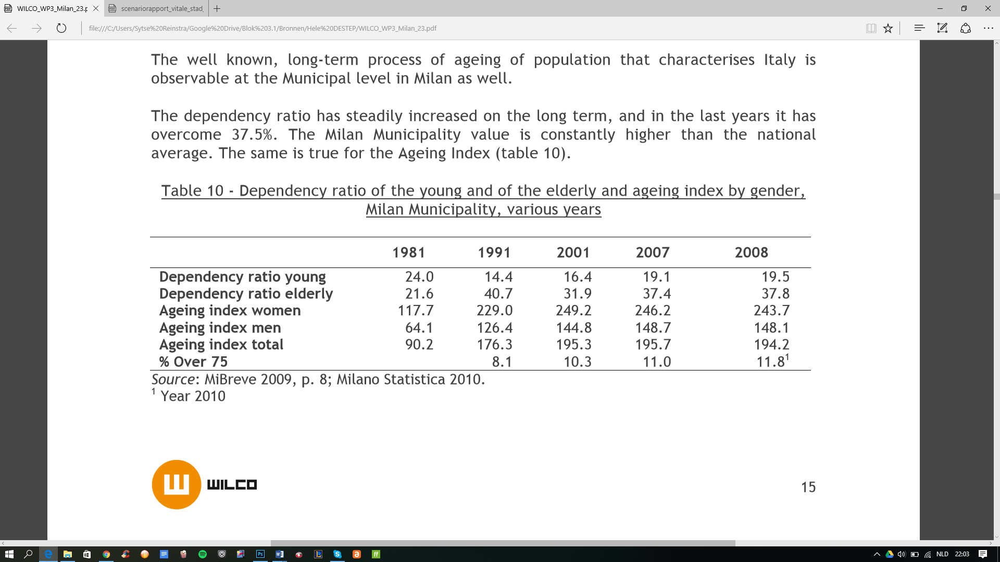 WILCO_WP3_Milan_23.p
scenariorapport_vitale_stad_
file:///C:/Users/Sytse%20Reinstra/Google%20Drive/Blok%203.1/Bronnen/Hele%20DESTEP/WILCO_WP3_Milan_23.pdf
The well known, long-term process of ageing of population that characterises Italy is
observable at the Municipal level in Milan as well.
The dependency ratio has steadily increased on the long term, and in the last years it has
overcome 37.5%. The Milan Municipality value is constantly higher than the national
average. The same is true for the Ageing Index (table 10).
Table 10 - Dependency ratio of the young and of the elderly and ageing index by gender,
Milan Municipality, various years
1981 1991 2001 2007 2008
Dependency ratio young 24.0 14.4 16.4 19.1 19.5
Dependency ratio elderly 21.6 40.7 31.9 37.4 37.8
Ageing index women 117.7 229.0 249.2 246.2 243.7
Ageing index men 64.1 126.4 144.8 148.7 148.1
Ageing index total 90.2 176.3 195.3 195.7 194.2
% Over 75 8.1 10.3 11.0 11.8¹
Source: MiBreve 2009, p. 8; Milano Statistica 2010.
¹ Year 2010
W WILCO
15
NLD 22:03